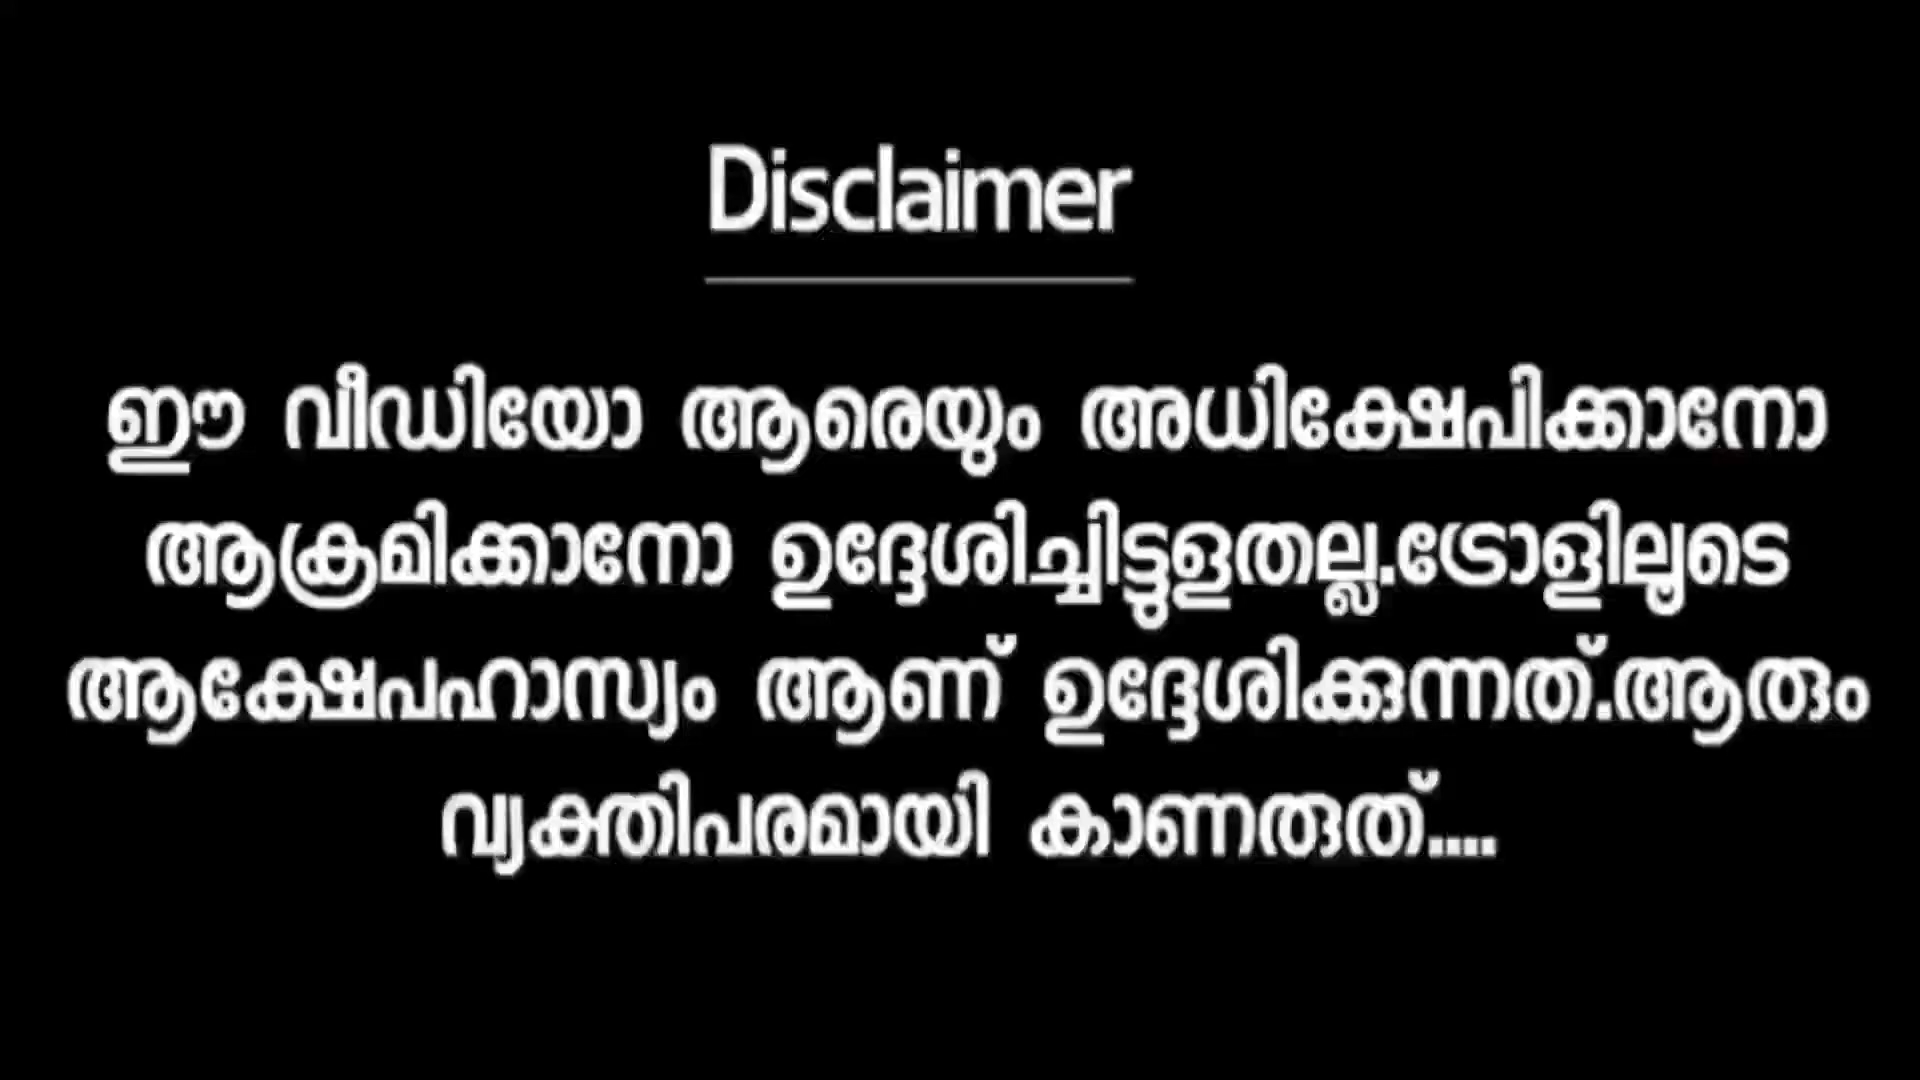 Disclaimer
ഈ വീഡിയോ ആരെയും അധിക്ഷേപിക്കാനോ
ആക്രമിക്കാനോ ഉദ്ദേശിച്ചിട്ടുളതല്ല.ട്രോളിലൂടെ
ആക്ഷേപഹാസ്യം ആണ് ഉദ്ദേശിക്കുന്നത്.ആരും
വ്യക്തിപരമായി കാണരുത്....